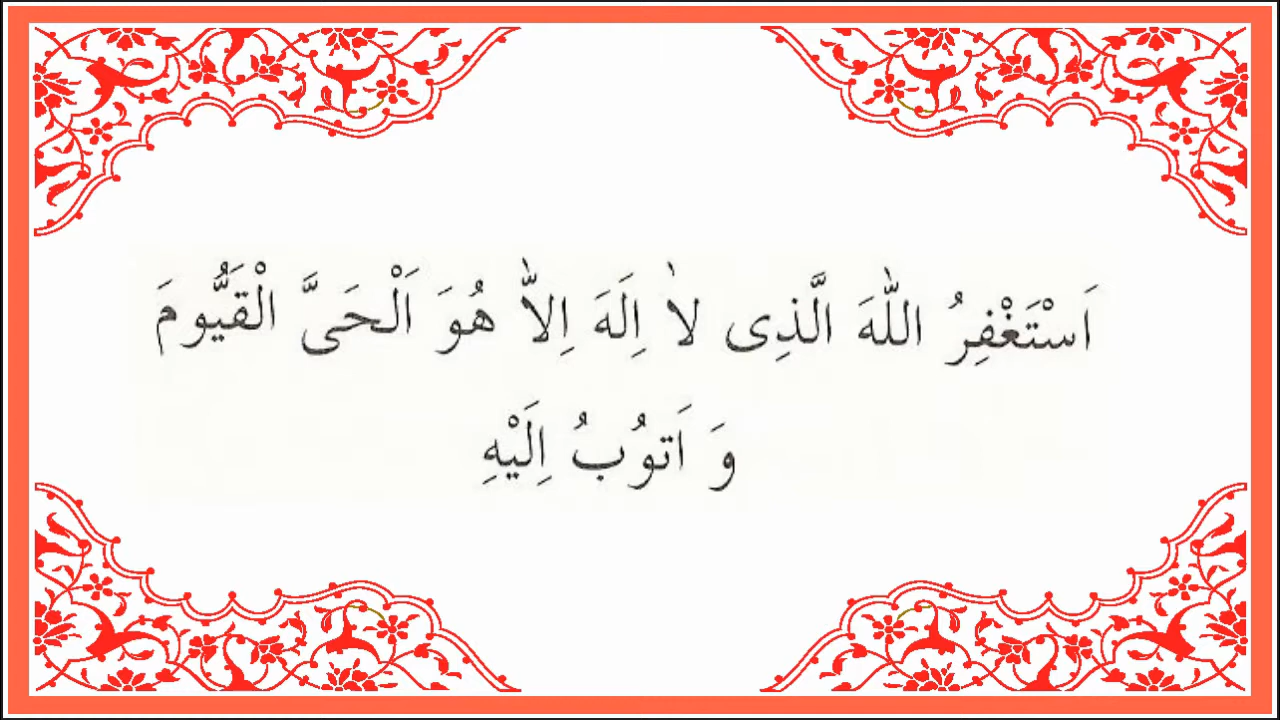 اَسْتَغْفِرُ اللّٰهَ الَّذِى لاٰ اِلَهَ اِلاّٰ هُوَ اَلْحَىَّ الْقَيُّومَ
وَ اَتوُبُ اِلَيْهِ